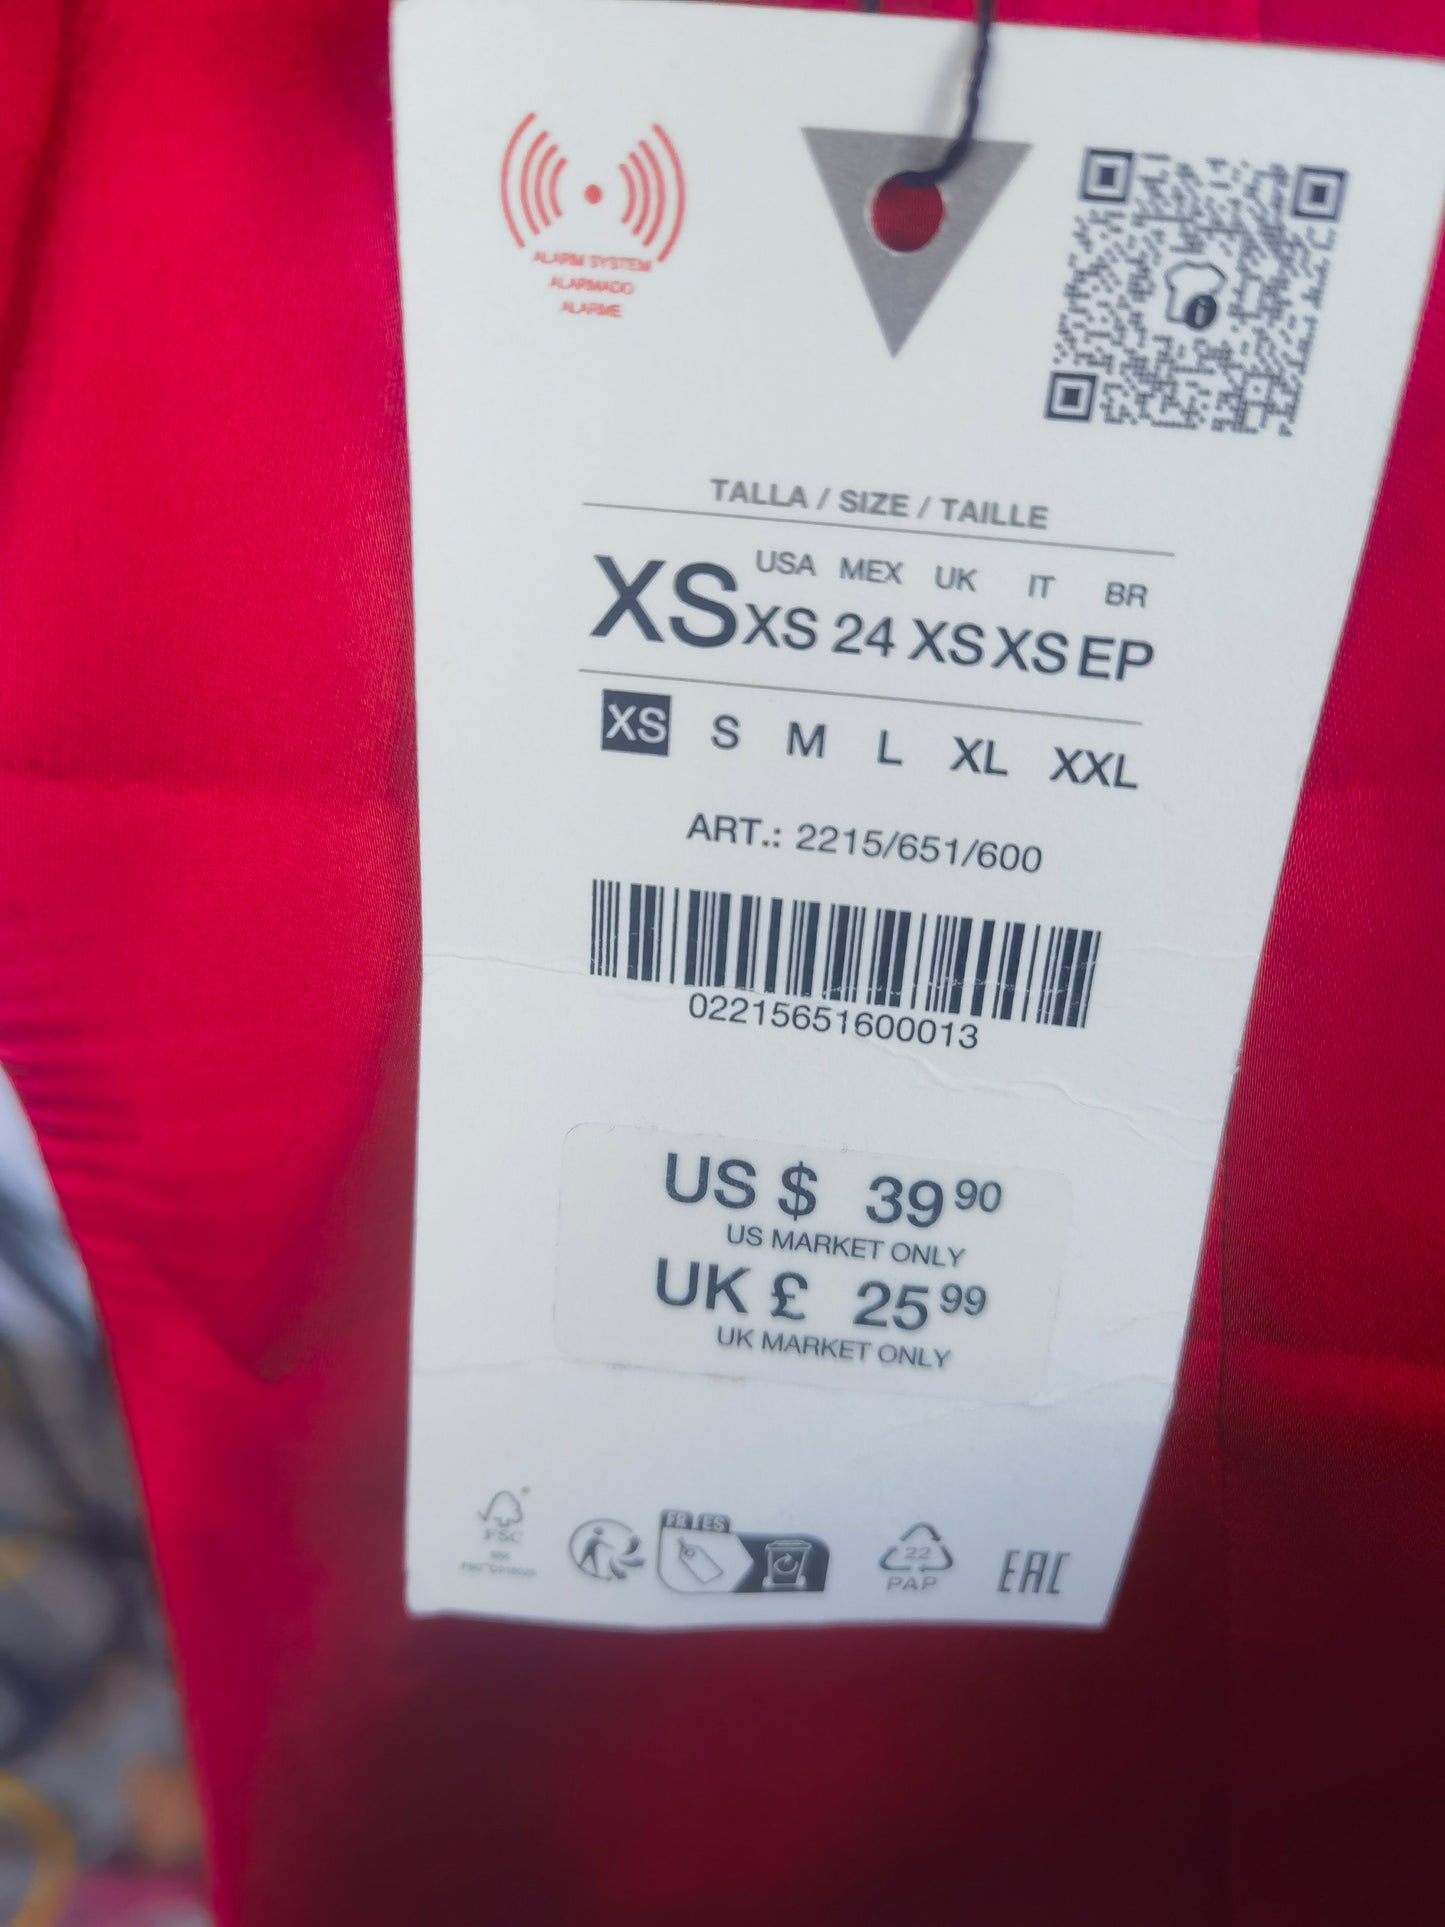 ALARM SYSTEM
ALARMADO
ALARME
TALLA / SIZE / TAILLE
USA MEX UK IT BR
XS XS 24 XS XS EP
XS S M L XL XXL
ART.: 2215/651/600
02215651600013
US $ 39 90
US MARKET ONLY
UK £ 25 99
UK MARKET ONLY
FSC
FR ES
22
PAP
EAC